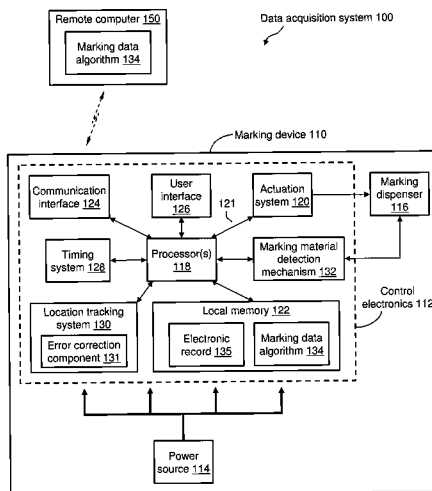 Remote computer 150
Marking data
algorithm 134
Data acquisition system 100
Marking device 110
Communication
interface 124
User
interface
126
121
Actuation
system 120
Marking
dispenser
116
Timing
system 128
Processor(s)
118
Marking material
detection
mechanism 132
Control
electronics 112
Location tracking
system 130
Error correction
component 131
Local memory 122
Electronic
record
135
Marking data
algorithm 134
Power
source 114